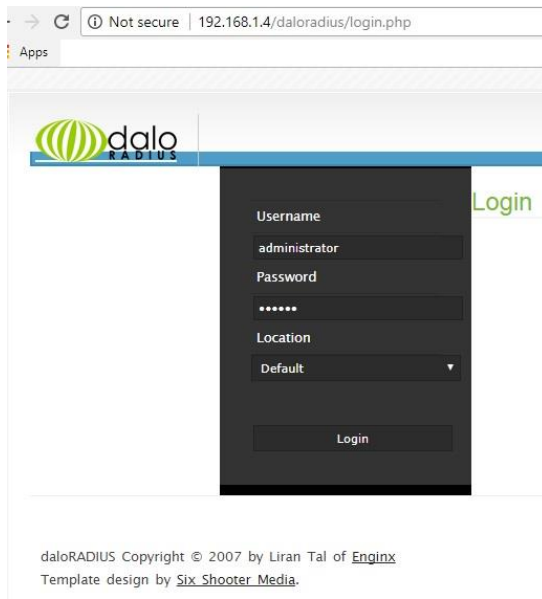 Not secure | 192.168.1.4/daloradius/login.php
Apps
dalo
RADIUS
Login
Username
administrator
Password
••••••
Location
Default
Login
daloRADIUS Copyright © 2007 by Liran Tal of Enginx
Template design by Six Shooter Media.